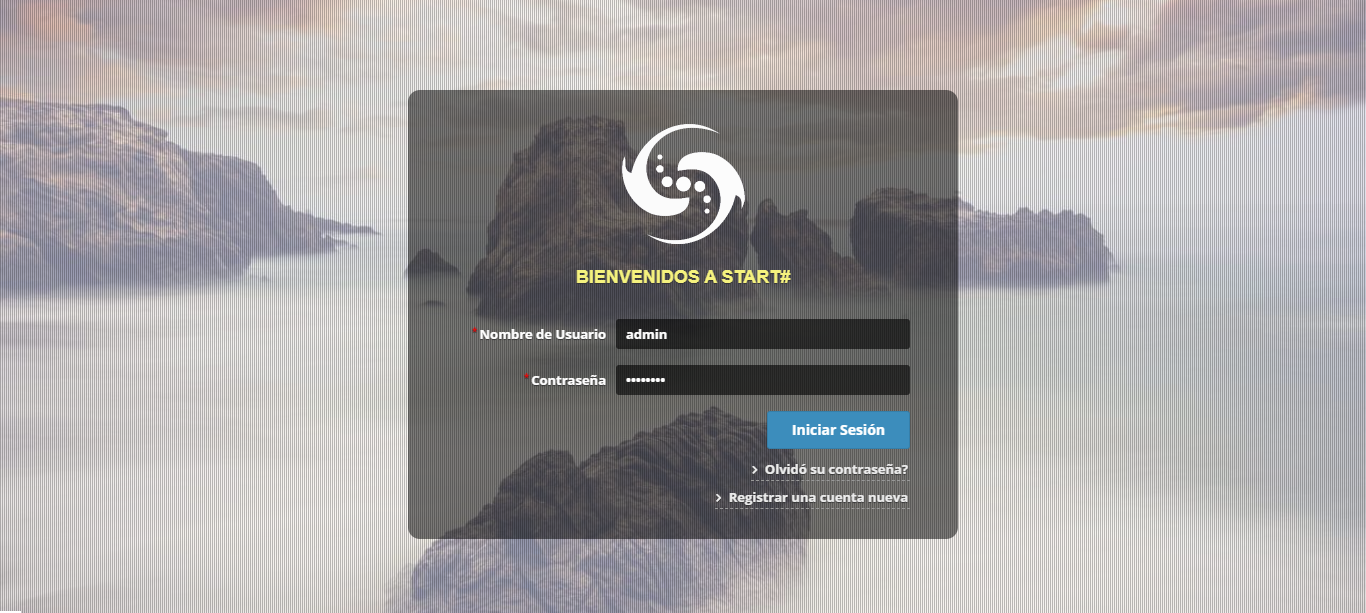 BIENVENIDOS A START#
*Nombre de Usuario admin
*Contraseña ••••••••
Iniciar Sesión
Olvidó su contraseña?
Registrar una cuenta nueva